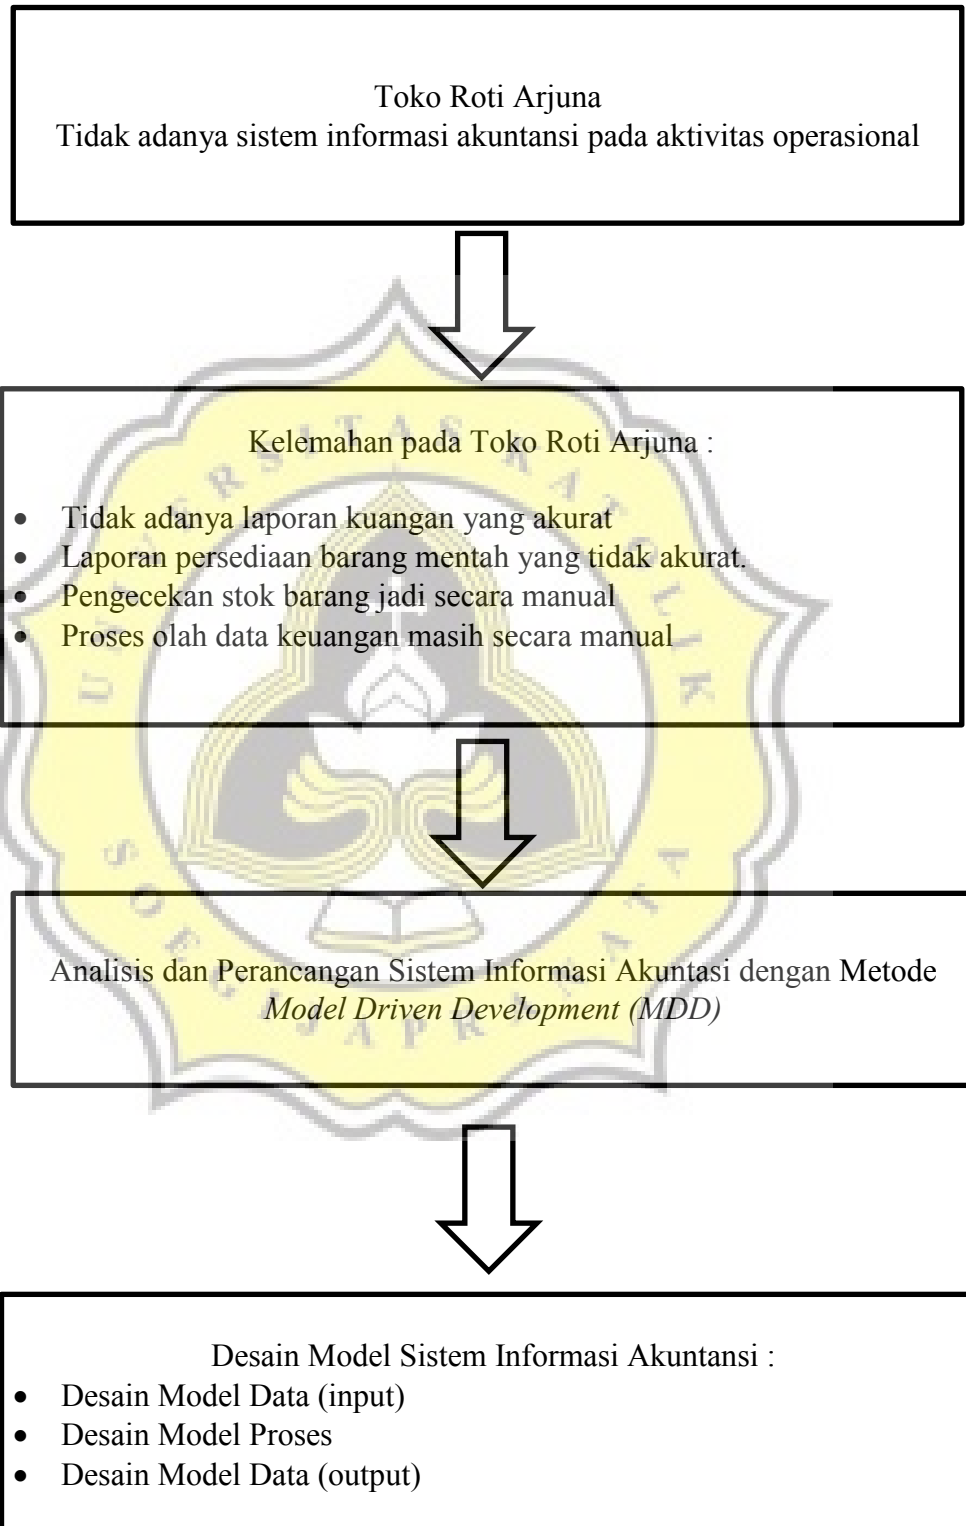 Toko Roti Arjuna
Tidak adanya sistem informasi akuntansi pada aktivitas operasional
Kelemahan pada Toko Roti Arjuna :
• Tidak adanya laporan kuangan yang akurat
• Laporan persediaan barang mentah yang tidak akurat.
• Pengecekan stok barang jadi secara manual
• Proses olah data keuangan masih secara manual
Analisis dan Perancangan Sistem Informasi Akuntasi dengan Metode
Model Driven Development (MDD)
Desain Model Sistem Informasi Akuntansi :
• Desain Model Data (input)
• Desain Model Proses
• Desain Model Data (output)
UNIVERSITAS KATOLIK
SOEGIJAPRANATA